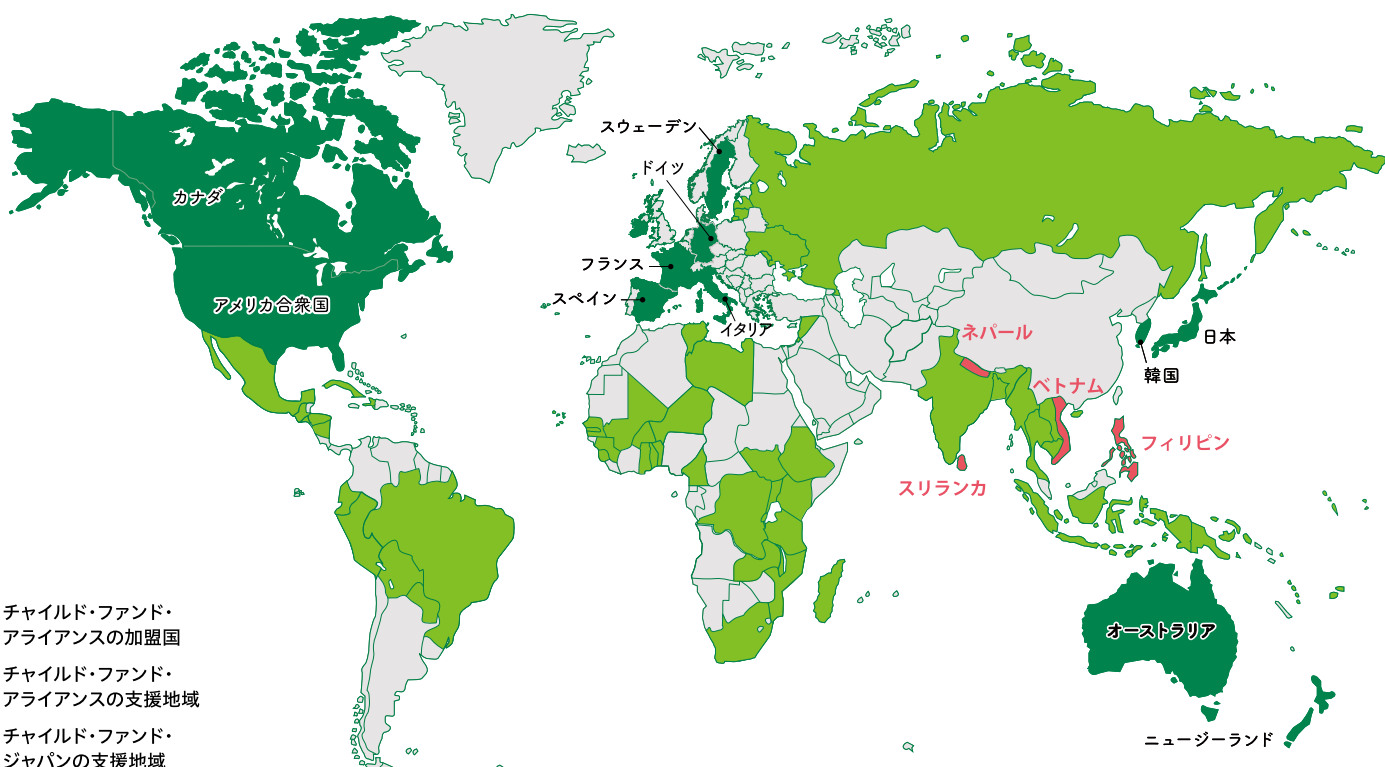 スウェーデン
ドイツ
カナダ
フランス
スペイン
アメリカ合衆国
イタリア
ネパール
日本
韓国
ベトナム
フィリピン
スリランカ
チャイルド・ファンド・
アライアンスの加盟国
オーストラリア
チャイルド・ファンド・
アライアンスの支援地域
チャイルド・ファンド・
ジャパンの支援地域
ニュージーランド